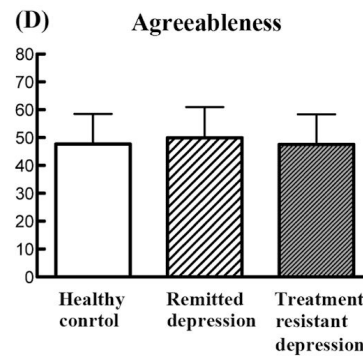 (D) Agreeableness
80
70
60
50
40
30
20
10
0
Healthy Remitted Treatment
conrtol depression resistant
depression